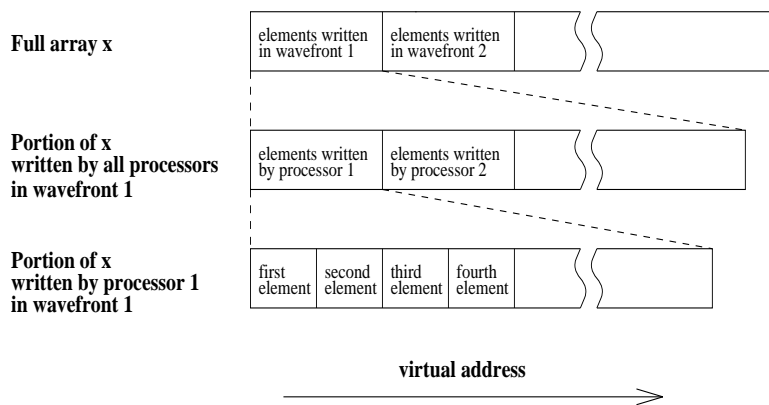 Full array x
elements written
in wavefront 1
elements written
in wavefront 2
Portion of x
written by all processors
in wavefront 1
elements written
by processor 1
elements written
by processor 2
Portion of x
written by processor 1
in wavefront 1
first
element
second
element
third
element
fourth
element
virtual address